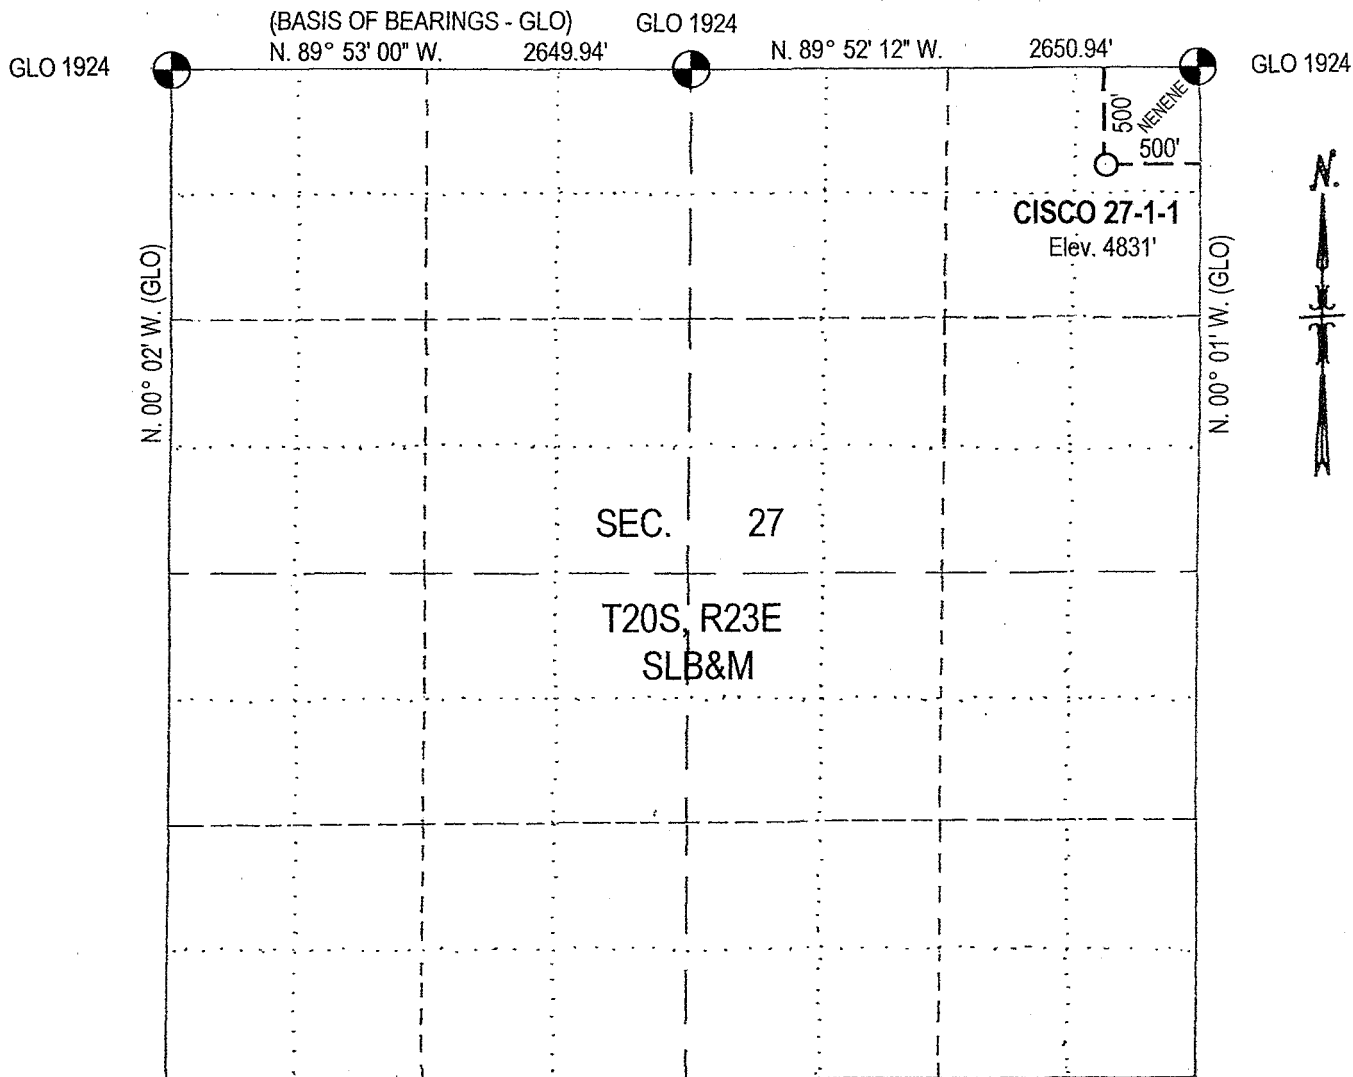 (BASIS OF BEARINGS - GLO) GLO 1924
N. 89° 53' 00" W. 2649.94' N. 89° 52' 12" W. 2650.94'
GLO 1924 GLO 1924
500'
NENENE
500'
N.
CISCO 27-1-1
Elev. 4831'
N. 00° 02' W. (GLO)
N. 00° 01' W. (GLO)
SEC. 27
T20S, R23E
SLB&M